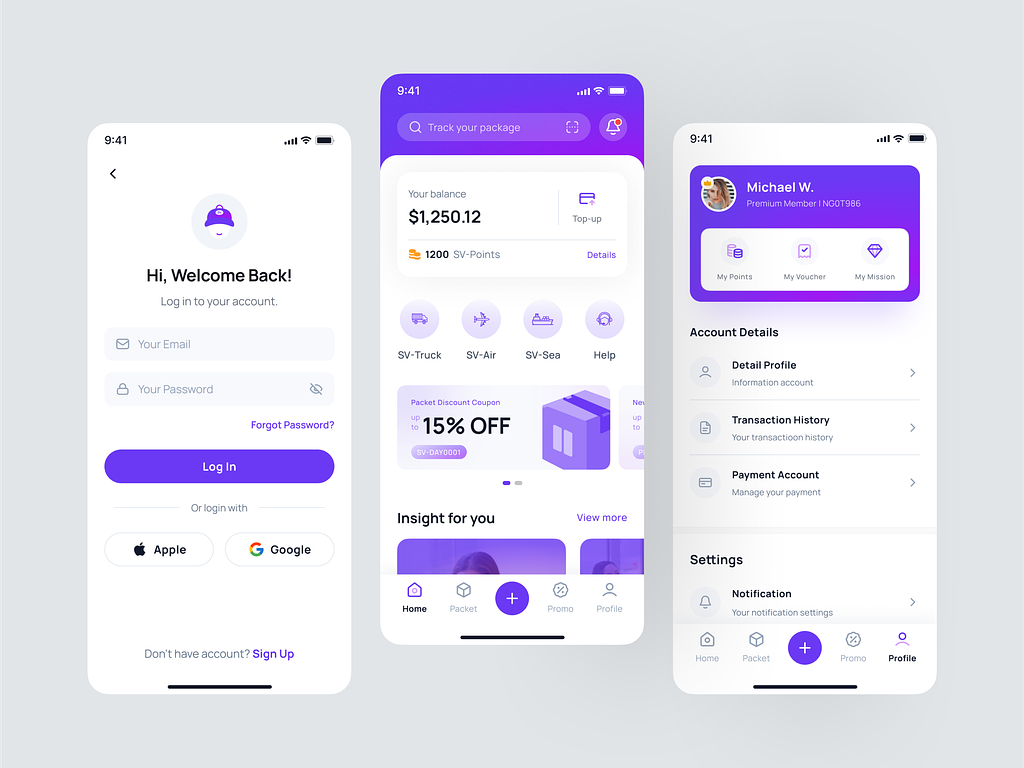 9:41
Hi, Welcome Back!
Log in to your account.
Your Email
Your Password
Forgot Password?
Log In
Or login with
Apple
Google
Don't have account? Sign Up
9:41
Track your package
Your balance
$1,250.12
Top-up
1200 SV-Points
Details
SV-Truck
SV-Air
SV-Sea
Help
Packet Discount Coupon
up to
15% OFF
SV-DAY0001
New
up
to
Insight for you
View more
Home
Packet
Promo
Profile
9:41
Michael W.
Premium Member I NG0T986
My Points
My Voucher
My Mission
Account Details
Detail Profile
Information account
Transaction History
Your transactioon history
Payment Account
Manage your payment
Settings
Notification
Your notification settings
Home
Packet
Promo
Profile